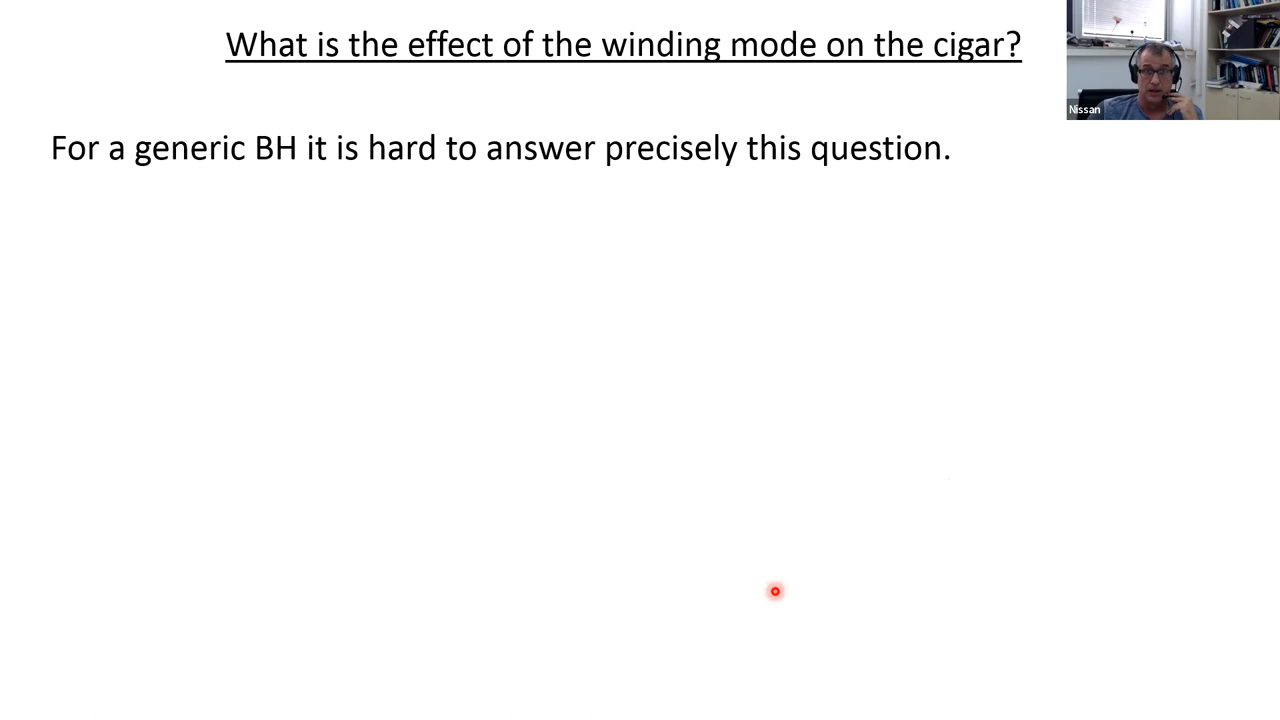 What is the effect of the winding mode on the cigar?
Nissan
For a generic BH it is hard to answer precisely this question.